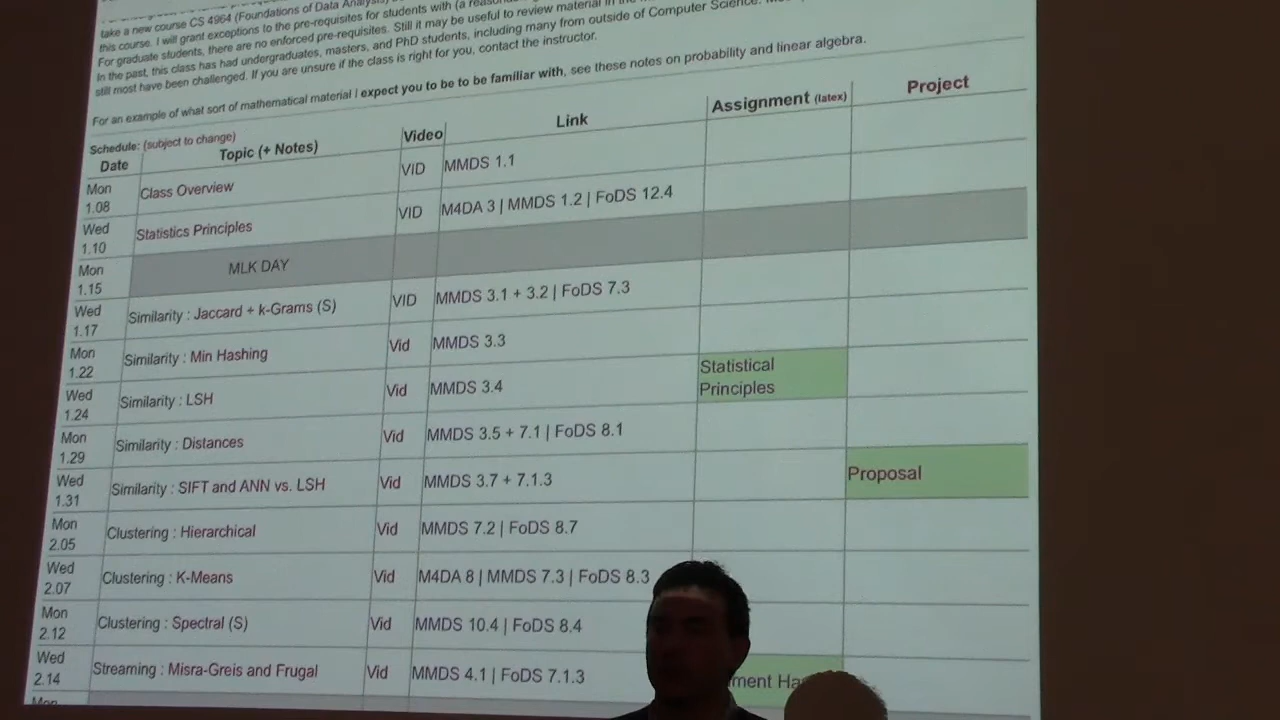 take a new course CS 4964 (Foundations of Data Analysis)
this course. I will grant exceptions to the pre-requisites for students with (a
For graduate students, there are no enforced pre-requisites. Still it may be useful to review material in the
In the past, this class has had undergraduates, masters, and PhD students, including many from outside of Computer Science.
still most have been challenged. If you are unsure if the class is right for you, contact the instructor.
For an example of what sort of mathematical material I expect you to be to be familiar with, see these notes on probability and linear algebra.
Schedule: (subject to change)
Date Topic (+ Notes) Video Link Assignment (latex) Project
Mon 1.08 Class Overview VID MMDS 1.1
Wed 1.10 Statistics Principles VID M4DA 3 | MMDS 1.2 | FoDS 12.4
Mon 1.15 MLK DAY
Wed 1.17 Similarity : Jaccard + k-Grams (S) VID MMDS 3.1 + 3.2 | FoDS 7.3
Mon 1.22 Similarity : Min Hashing Vid MMDS 3.3
Wed 1.24 Similarity : LSH Vid MMDS 3.4 Statistical Principles
Mon 1.29 Similarity : Distances Vid MMDS 3.5 + 7.1 | FoDS 8.1
Wed 1.31 Similarity : SIFT and ANN vs. LSH Vid MMDS 3.7 + 7.1.3 Proposal
Mon 2.05 Clustering : Hierarchical Vid MMDS 7.2 | FoDS 8.7
Wed 2.07 Clustering : K-Means Vid M4DA 8 | MMDS 7.3 | FoDS 8.3
Mon 2.12 Clustering : Spectral (S) Vid MMDS 10.4 | FoDS 8.4
Wed 2.14 Streaming : Misra-Greis and Frugal Vid MMDS 4.1 | FoDS 7.1.3
Mon